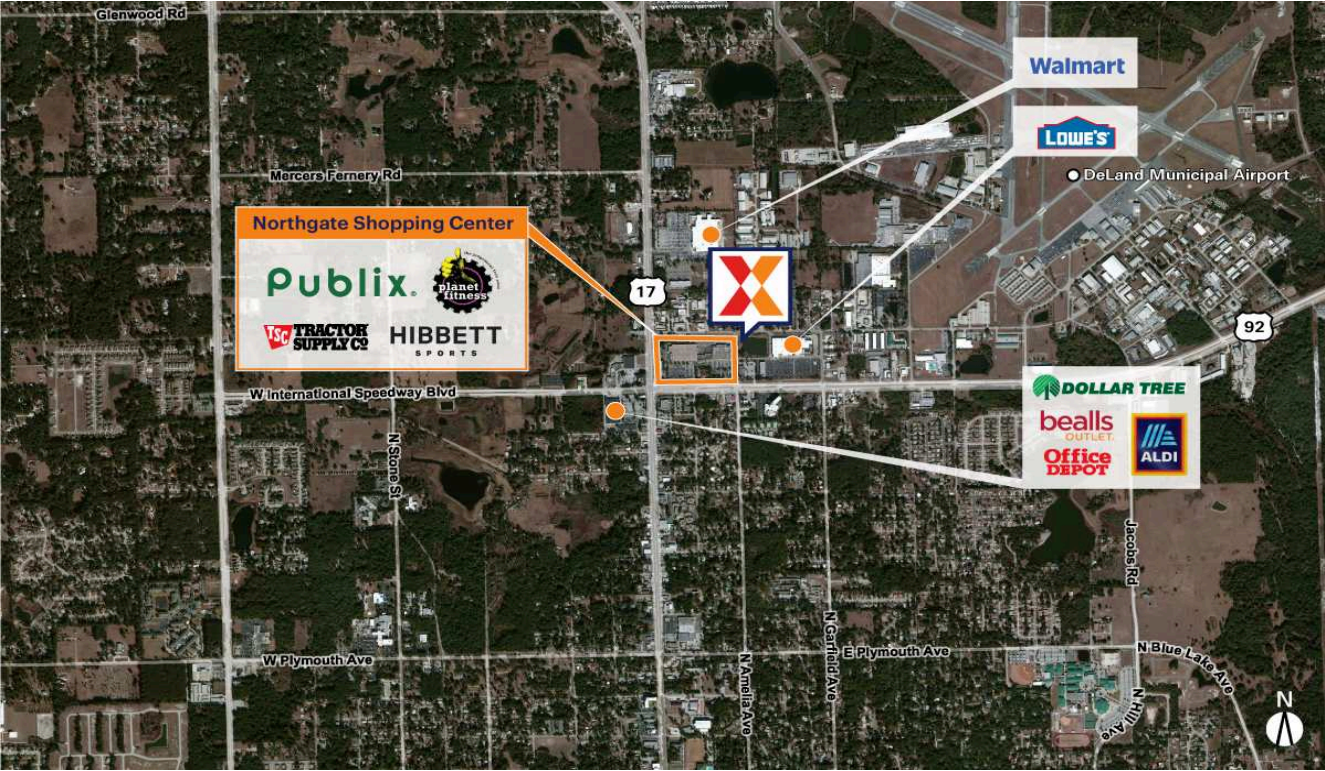 Glenwood Rd
Walmart
LOWE'S
DeLand Municipal Airport
Mercers Fernery Rd
Northgate Shopping Center
Publix.
planet
fitness
TSC TRACTOR
SUPPLY CO
HIBBETT
SPORTS
17
92
W International Speedway Blvd
DOLLAR TREE
bealls
OUTLET
Office
DEPOT
ALDI
N Stone St
Jacobs Rd
N Garfield Ave
N Amelia Ave
W Plymouth Ave
E Plymouth Ave
N Blue Lake Ave
N Hill Ave
N